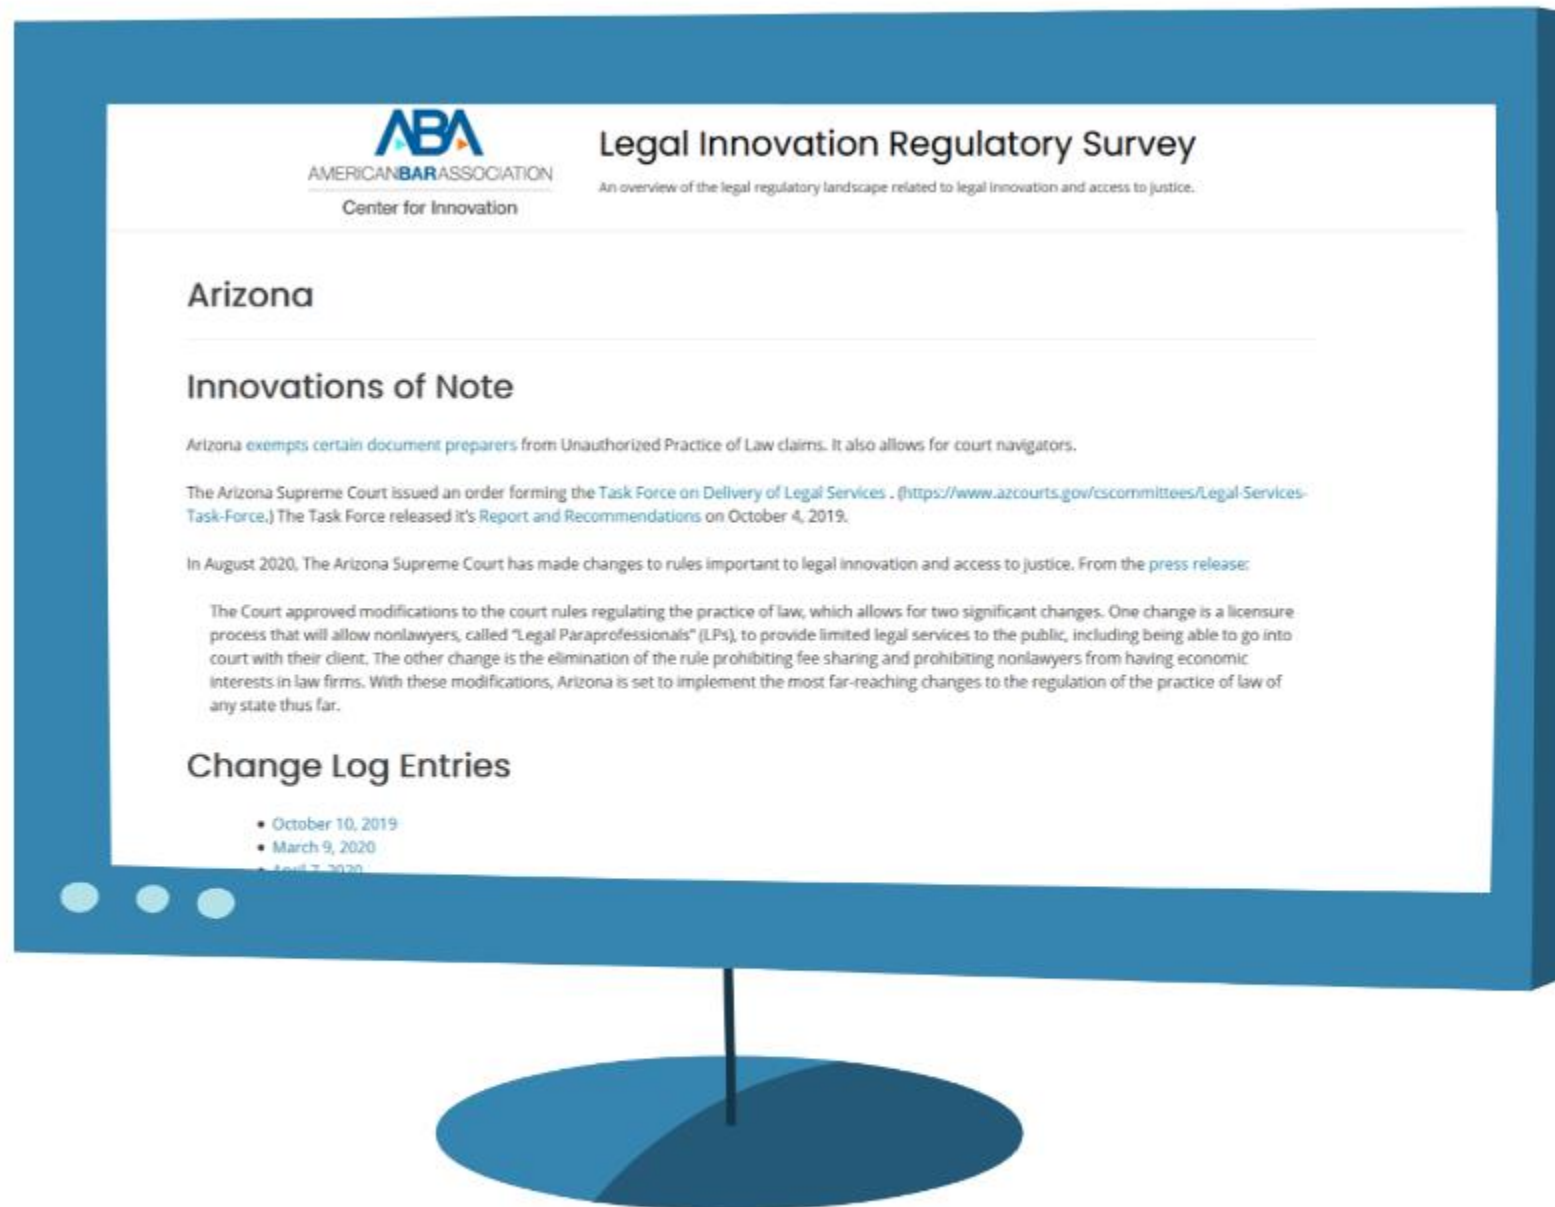 ABA
AMERICANBARASSOCIATION
Center for Innovation
Legal Innovation Regulatory Survey
An overview of the legal regulatory landscape related to legal innovation and access to justice.
Arizona
Innovations of Note
Arizona exempts certain document preparers from Unauthorized Practice of Law claims. It also allows for court navigators.
The Arizona Supreme Court issued an order forming the Task Force on Delivery of Legal Services . (https://www.azcourts.gov/cscommittees/Legal-Services-
Task-Force.) The Task Force released it's Report and Recommendations on October 4, 2019.
In August 2020, The Arizona Supreme Court has made changes to rules important to legal innovation and access to justice. From the press release:
The Court approved modifications to the court rules regulating the practice of law, which allows for two significant changes. One change is a licensure
process that will allow nonlawyers, called "Legal Paraprofessionals" (LPs), to provide limited legal services to the public, including being able to go into
court with their client. The other change is the elimination of the rule prohibiting fee sharing and prohibiting nonlawyers from having economic
interests in law firms. With these modifications, Arizona is set to implement the most far-reaching changes to the regulation of the practice of law of
any state thus far.
Change Log Entries
• October 10, 2019
• March 9, 2020
• April 7, 2020